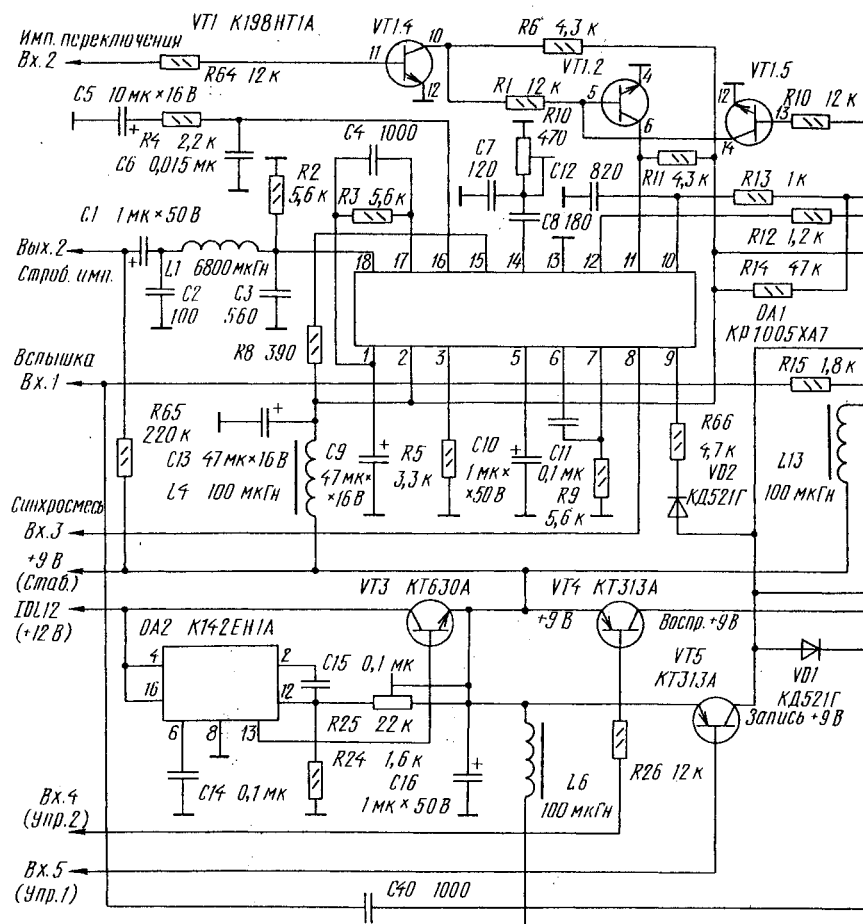 VT1 К198НТ1А
Имп. переключения
Вх.2
R64 12 к
VT1.4
11
10
12
R6 4,3 к
VT1.2
R1 12 к
5
4
6
VT1.5
12
13
14
R10 12 к
C5 10 мк × 16 В
+
R4 2,2 к
C6 0,015 мк
C4 1000
R2
5,6 к
R3 5,6 к
C7
120
R10
470
C12 820
C8 180
R11 4,3 к
R13 1 к
R12 1,2 к
R14 47 к
C1 1 мк × 50 В
Вых.2
+
Строб. имп.
L1 6800 мкГн
C2
100
C3
560
18 17 16 15 14 13 12 11 10
1 2 3 5 6 7 8 9
DA1
КР1005ХА7
R8 390
Вспышка
Вх.1
R15 1,8 к
R65
220 к
+
C13 47 мк × 16 В
L4 100 мкГн
C9
+
47 мк ×
× 16 В
R5
3,3 к
C10
+
1 мк ×
× 50 В
C11
0,1 мк
R9
5,6 к
R66
4,7 к
VD2
КД521Г
L13
100 мкГн
Синхросмесь
Вх.3
+9 В
(Стаб.)
IDL12
(+12 В)
VT3 КТ630А
VT4 КТ313А
+9 В
Воспр. +9 В
DA2 К142ЕН1А
4
16
2
12
6 8 13
C15 0,1 мк
R25 22 к
R24 1,6 к
C14 0,1 мк
C16
+
1 мк × 50 В
VT5
КТ313А
VD1
КД521Г
Запись +9 В
L6
100 мкГн
R26 12 к
Вх.4
(Упр.2)
Вх.5
(Упр.1)
C40 1000